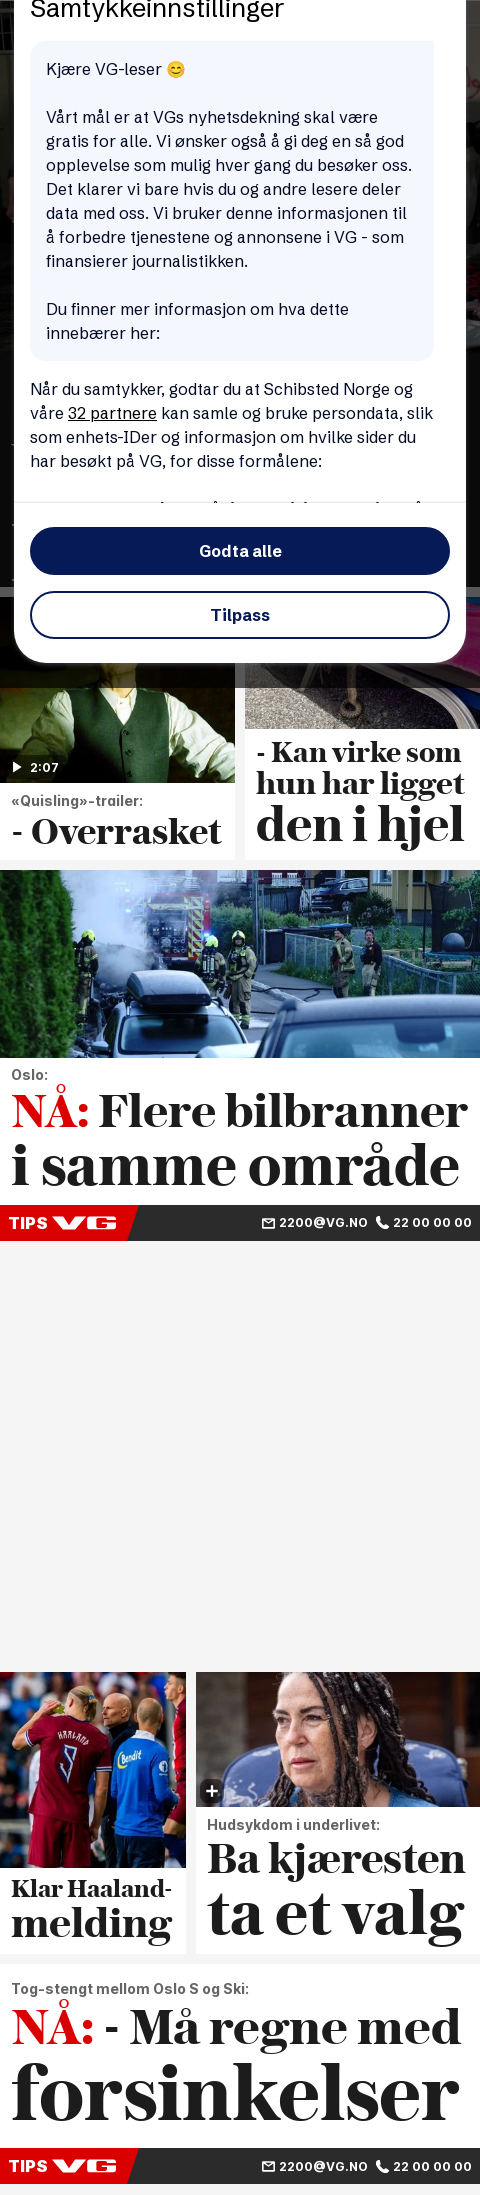 Samtykkeinnstillinger
Kjære VG-leser 😊
Vårt mål er at VGs nyhetsdekning skal være
gratis for alle. Vi ønsker også å gi deg en så god
opplevelse som mulig hver gang du besøker oss.
Det klarer vi bare hvis du og andre lesere deler
data med oss. Vi bruker denne informasjonen til
å forbedre tjenestene og annonsene i VG - som
finansierer journalistikken.
Du finner mer informasjon om hva dette
innebærer her:
Når du samtykker, godtar du at Schibsted Norge og
våre 32 partnere kan samle og bruke persondata, slik
som enhets-IDer og informasjon om hvilke sider du
har besøkt på VG, for disse formålene:
Godta alle
Tilpass
2:07
«Quisling»-trailer:
- Overrasket
- Kan virke som
hun har ligget
den i hjel
Oslo:
NÅ: Flere bilbranner
i samme område
TIPS VG 2200@VG.NO 22 00 00 00
HAALAND
9
Bendit
Klar Haaland-
melding
Hudsykdom i underlivet:
Ba kjæresten
ta et valg
Tog-stengt mellom Oslo S og Ski:
NÅ: - Må regne med
forsinkelser
TIPS VG 2200@VG.NO 22 00 00 00